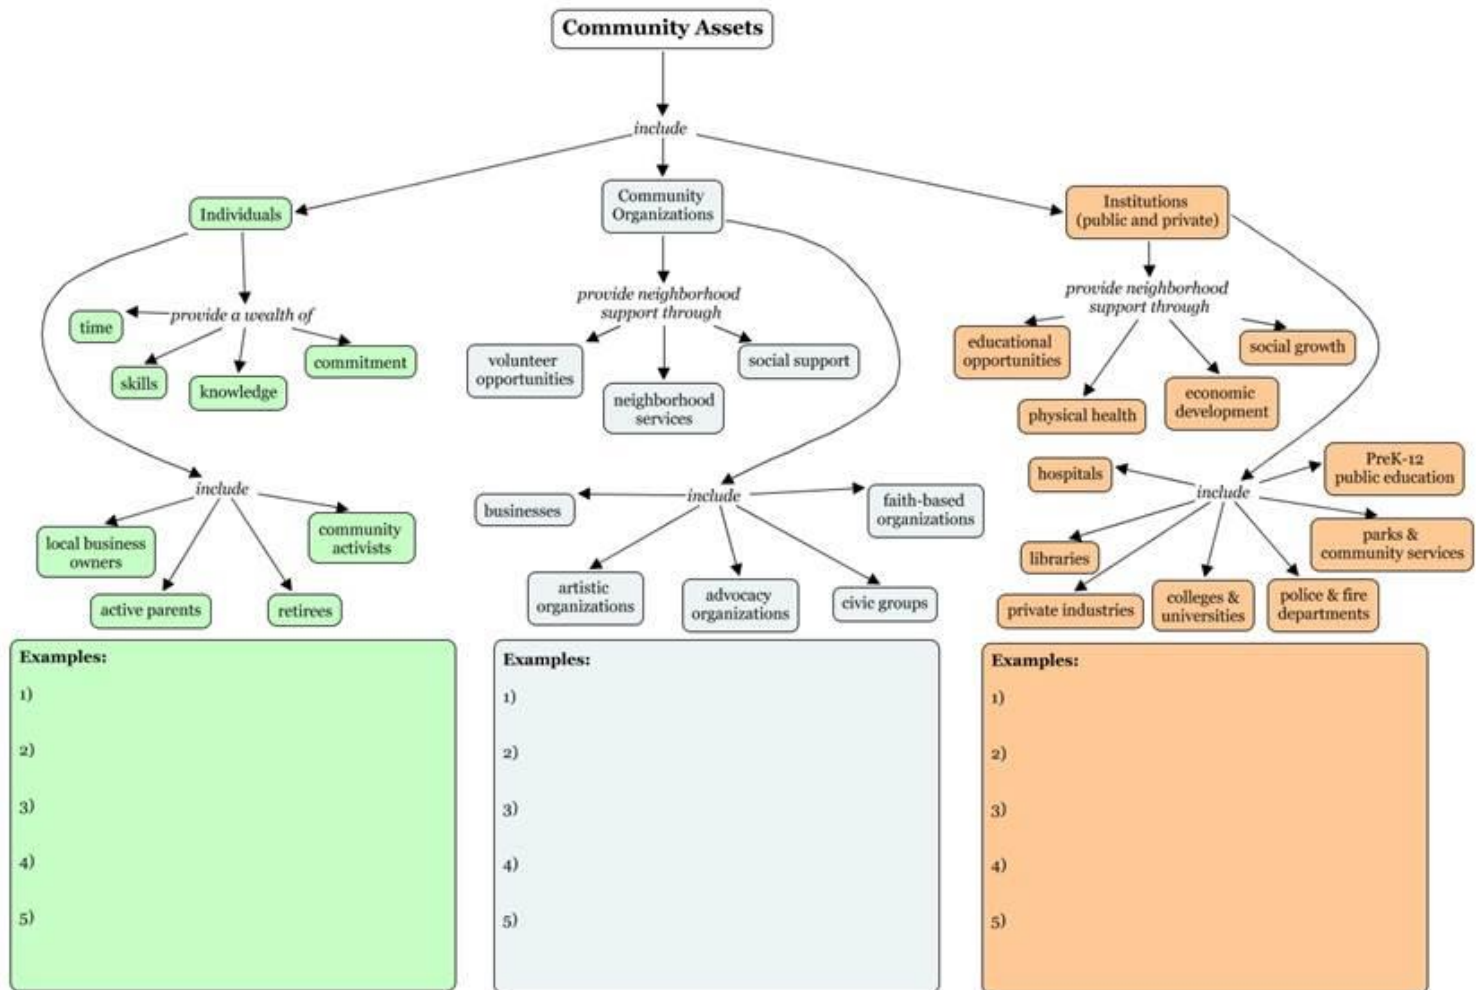 Community Assets
include
Individuals
provide a wealth of
time
skills
knowledge
commitment
include
local business
owners
active parents
retirees
community
activists
Examples:
1)
2)
3)
4)
5)
Community
Organizations
provide neighborhood
support through
volunteer
opportunities
neighborhood
services
social support
include
businesses
artistic
organizations
advocacy
organizations
civic groups
faith-based
organizations
Examples:
1)
2)
3)
4)
5)
Institutions
(public and private)
provide neighborhood
support through
educational
opportunities
physical health
economic
development
social growth
include
hospitals
libraries
private industries
colleges &
universities
police & fire
departments
parks &
community services
PreK-12
public education
Examples:
1)
2)
3)
4)
5)